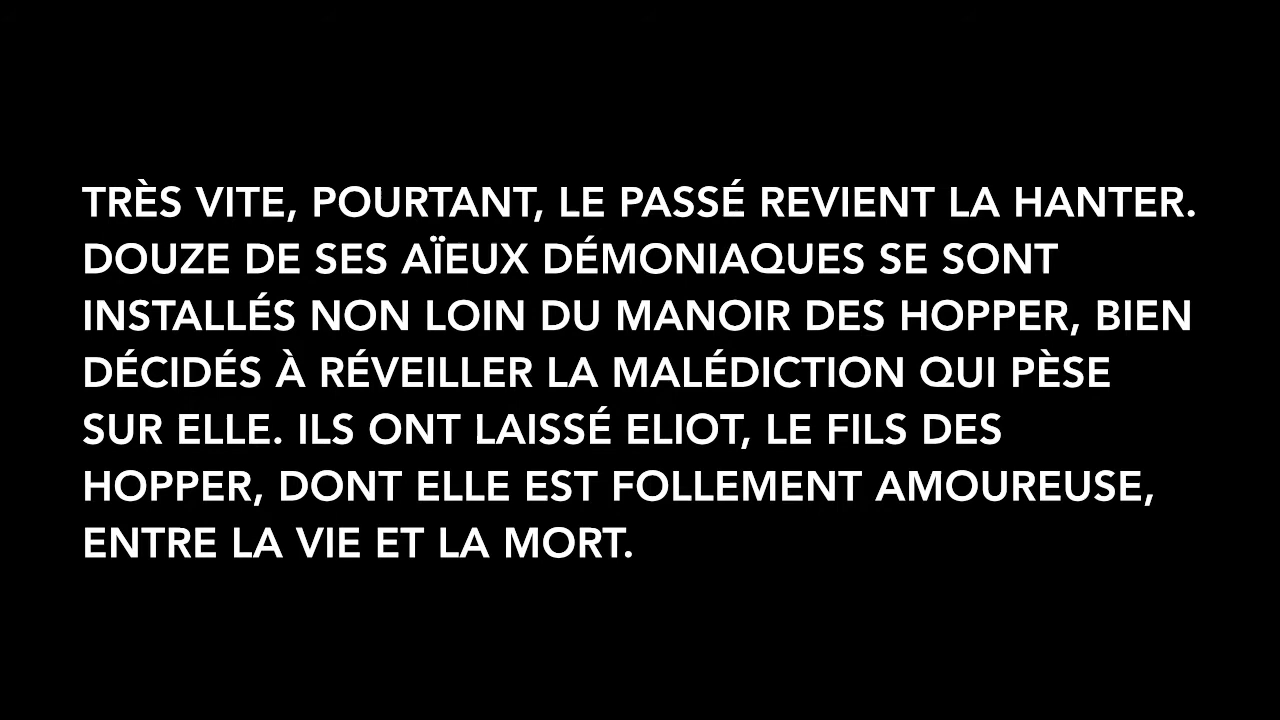 TRÈS VITE, POURTANT, LE PASSÉ REVIENT LA HANTER.
DOUZE DE SES AÏEUX DÉMONIAQUES SE SONT
INSTALLÉS NON LOIN DU MANOIR DES HOPPER, BIEN
DÉCIDÉS À RÉVEILLER LA MALÉDICTION QUI PÈSE
SUR ELLE. ILS ONT LAISSÉ ELIOT, LE FILS DES
HOPPER, DONT ELLE EST FOLLEMENT AMOUREUSE,
ENTRE LA VIE ET LA MORT.